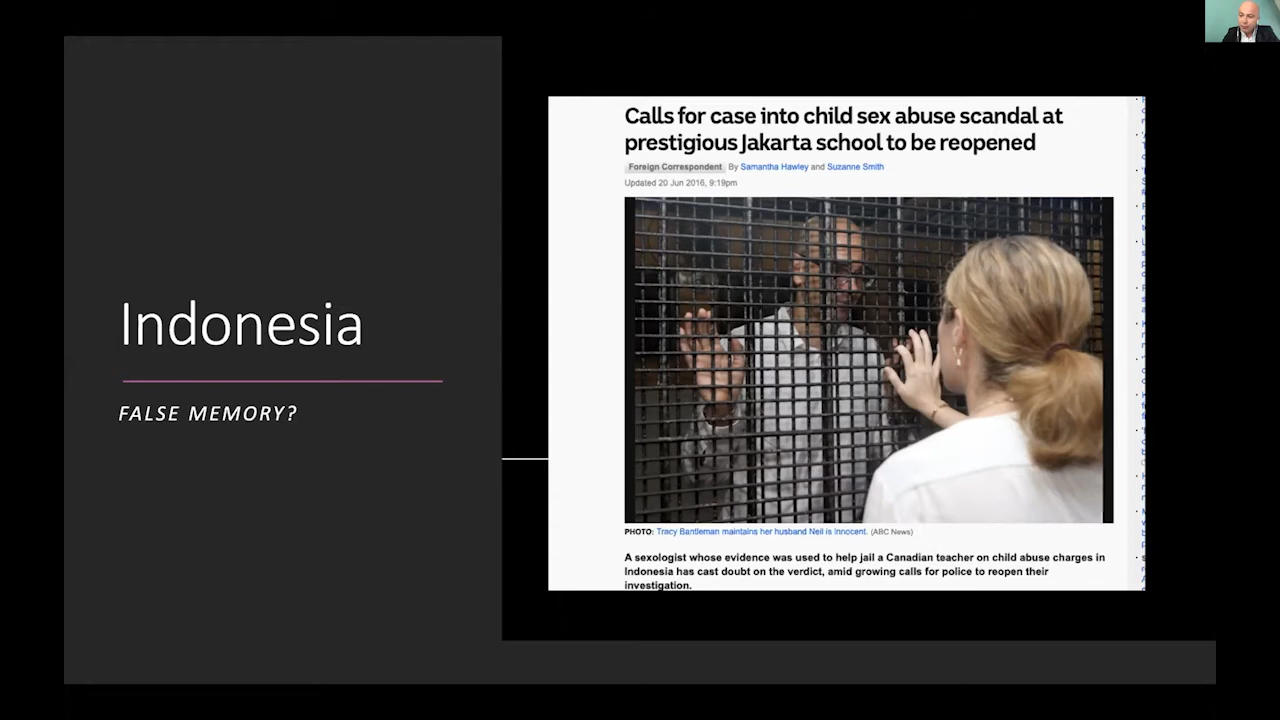 Indonesia
FALSE MEMORY?
Calls for case into child sex abuse scandal at
prestigious Jakarta school to be reopened
Foreign Correspondent By Samantha Hawley and Suzanne Smith
Updated 20 Jun 2016, 9:19pm
PHOTO: Tracy Bantleman maintains her husband Neil is innocent. (ABC News)
A sexologist whose evidence was used to help jail a Canadian teacher on child abuse charges in
Indonesia has cast doubt on the verdict, amid growing calls for police to reopen their
investigation.